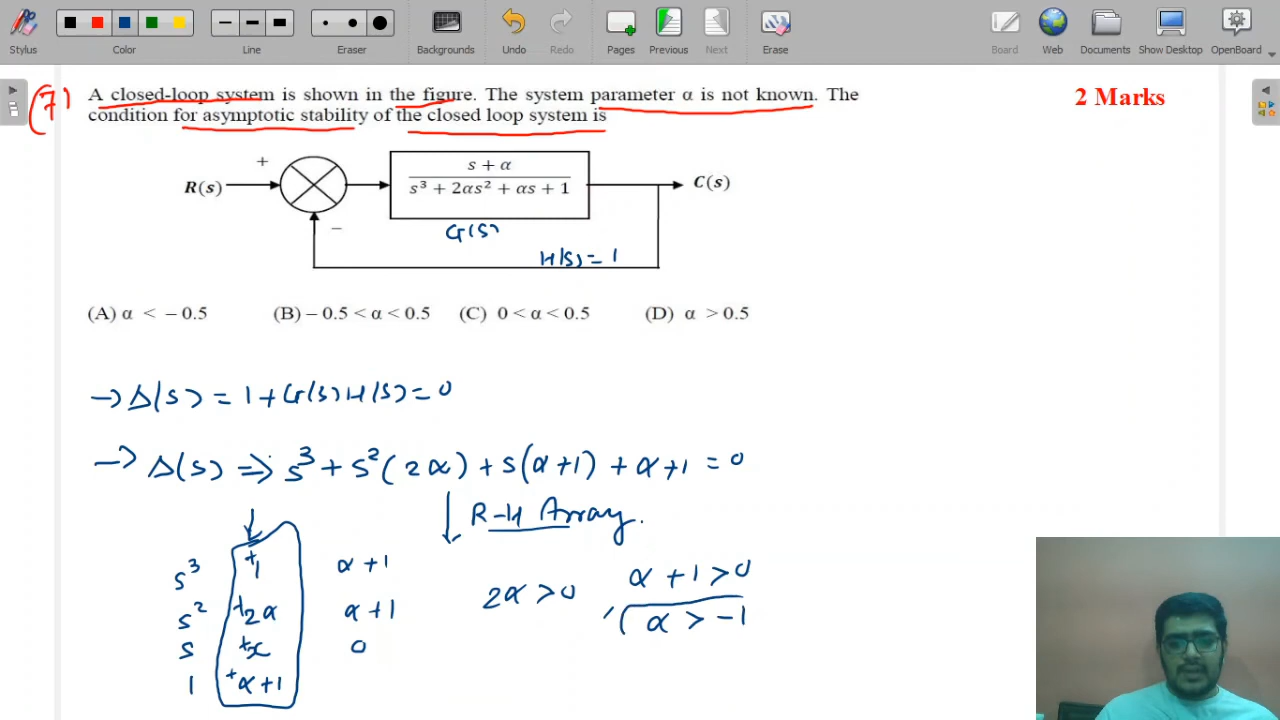 Stylus Color Line Eraser Backgrounds Undo Redo Pages Previous Next Erase Board Web Documents Show Desktop OpenBoard
(7) A closed-loop system is shown in the figure. The system parameter α is not known. The 2 Marks
condition for asymptotic stability of the closed loop system is
+
R(s)
s + α
s³ + 2αs² + αs + 1
C(s)
−
G(s)
H(s) = 1
(A) α < − 0.5 (B) − 0.5 < α < 0.5 (C) 0 < α < 0.5 (D) α > 0.5
→ Δ(s) = 1 + G(s)H(s) = 0
→ Δ(s) ⇒ s³ + s²(2α) + s(α+1) + α+1 = 0
↓ R-H Array.
s³ +1 α+1
s² +2α α+1
s +x 0
1 +α+1
2α > 0
α + 1 > 0
α > −1